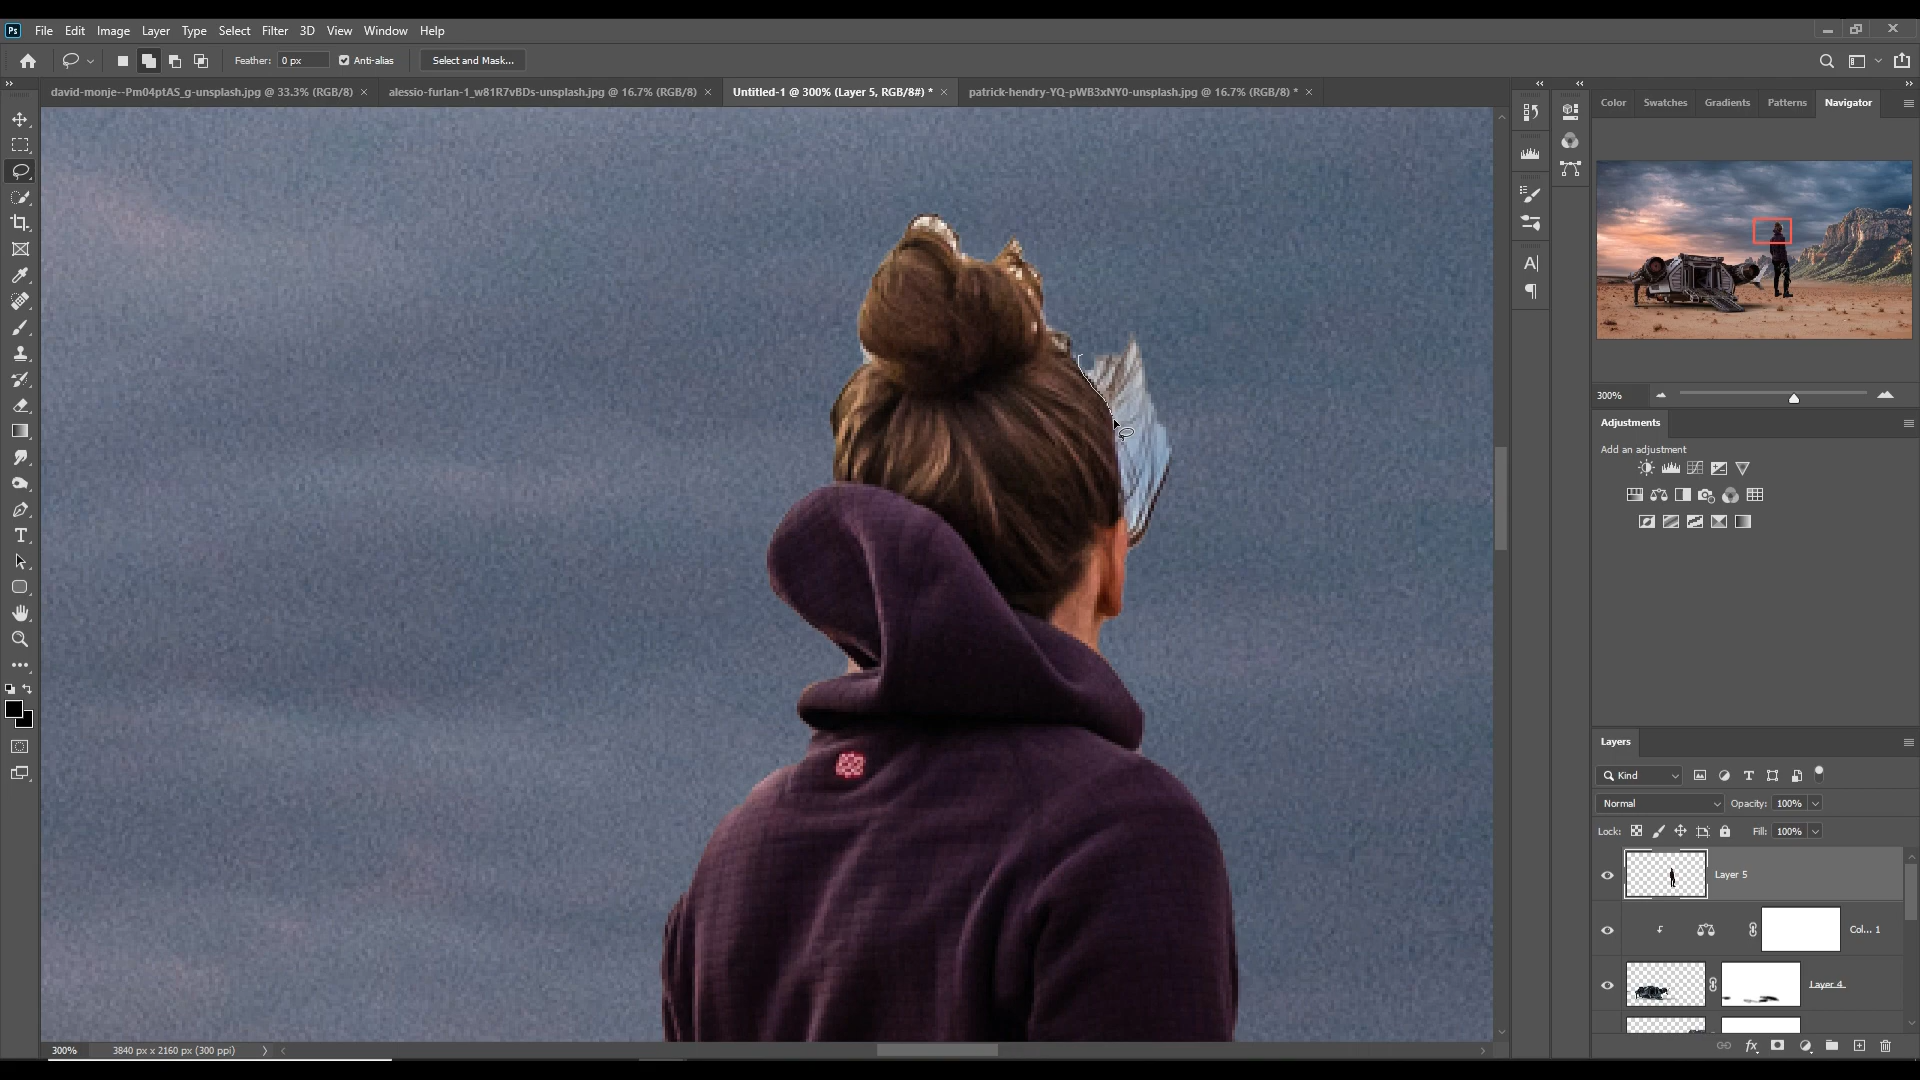 Ps File Edit Image Layer Type Select Filter 3D View Window Help
Feather: 0 px Anti-alias Select and Mask...
david-monje--Pm04ptAS_g-unsplash.jpg @ 33.3% (RGB/8) × alessio-furlan-1_w81R7vBDs-unsplash.jpg @ 16.7% (RGB/8) × Untitled-1 @ 300% (Layer 5, RGB/8#) * × patrick-hendry-YQ-pWB3xNY0-unsplash.jpg @ 16.7% (RGB/8) * ×
Color Swatches Gradients Patterns Navigator
300%
Adjustments
Add an adjustment
Layers
Kind
Normal Opacity: 100%
Lock: Fill: 100%
Layer 5
Col... 1
Layer 4
300% 3840 px x 2160 px (300 ppi)